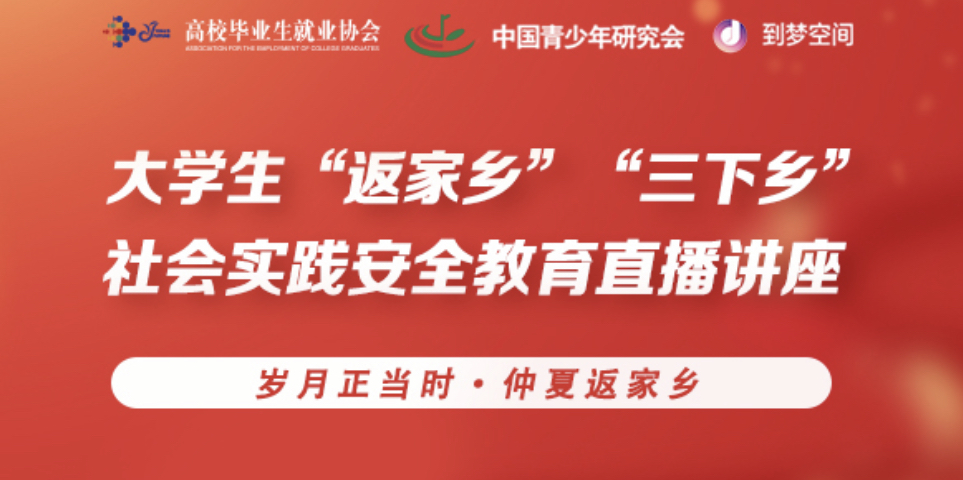 高校毕业生就业协会 中国青少年研究会 到梦空间
ASSOCIATION FOR THE EMPLOYMENT OF COLLEGE GRADUATES
大学生“返家乡”“三下乡”
社会实践安全教育直播讲座
岁月正当时·仲夏返家乡